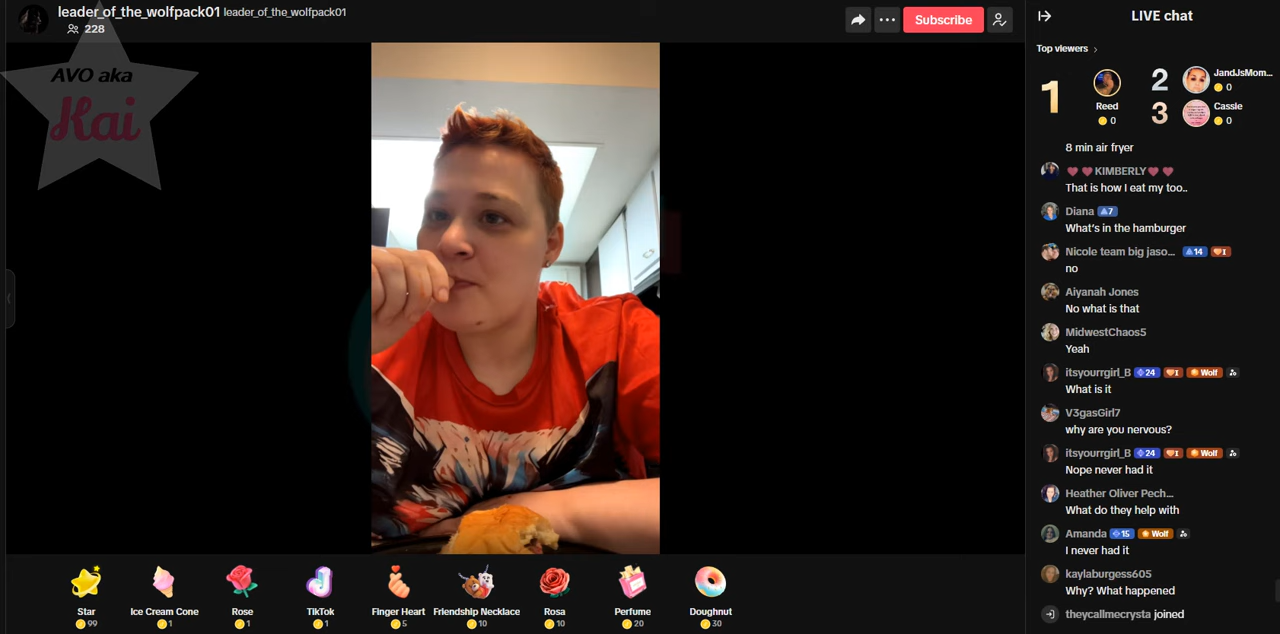 leader_of_the_wolfpack01 leader_of_the_wolfpack01
228
Subscribe
AVO aka
Kai
Star
99
Ice Cream Cone
1
Rose
1
TikTok
1
Finger Heart
5
Friendship Necklace
10
Rosa
10
Perfume
20
Doughnut
30
LIVE chat
Top viewers
1
Reed
0
2
JandJsMom...
0
3
Cassie
0
8 min air fryer
KIMBERLY
That is how I eat my too..
Diana 7
What's in the hamburger
Nicole team big jaso... 14 I
no
Aiyanah Jones
No what is that
MidwestChaos5
Yeah
itsyourrgirl_B 24 I Wolf
What is it
V3gasGirl7
why are you nervous?
itsyourrgirl_B 24 I Wolf
Nope never had it
Heather Oliver Pech...
What do they help with
Amanda 15 Wolf
I never had it
kaylaburgess605
Why? What happened
theycallmecrysta joined